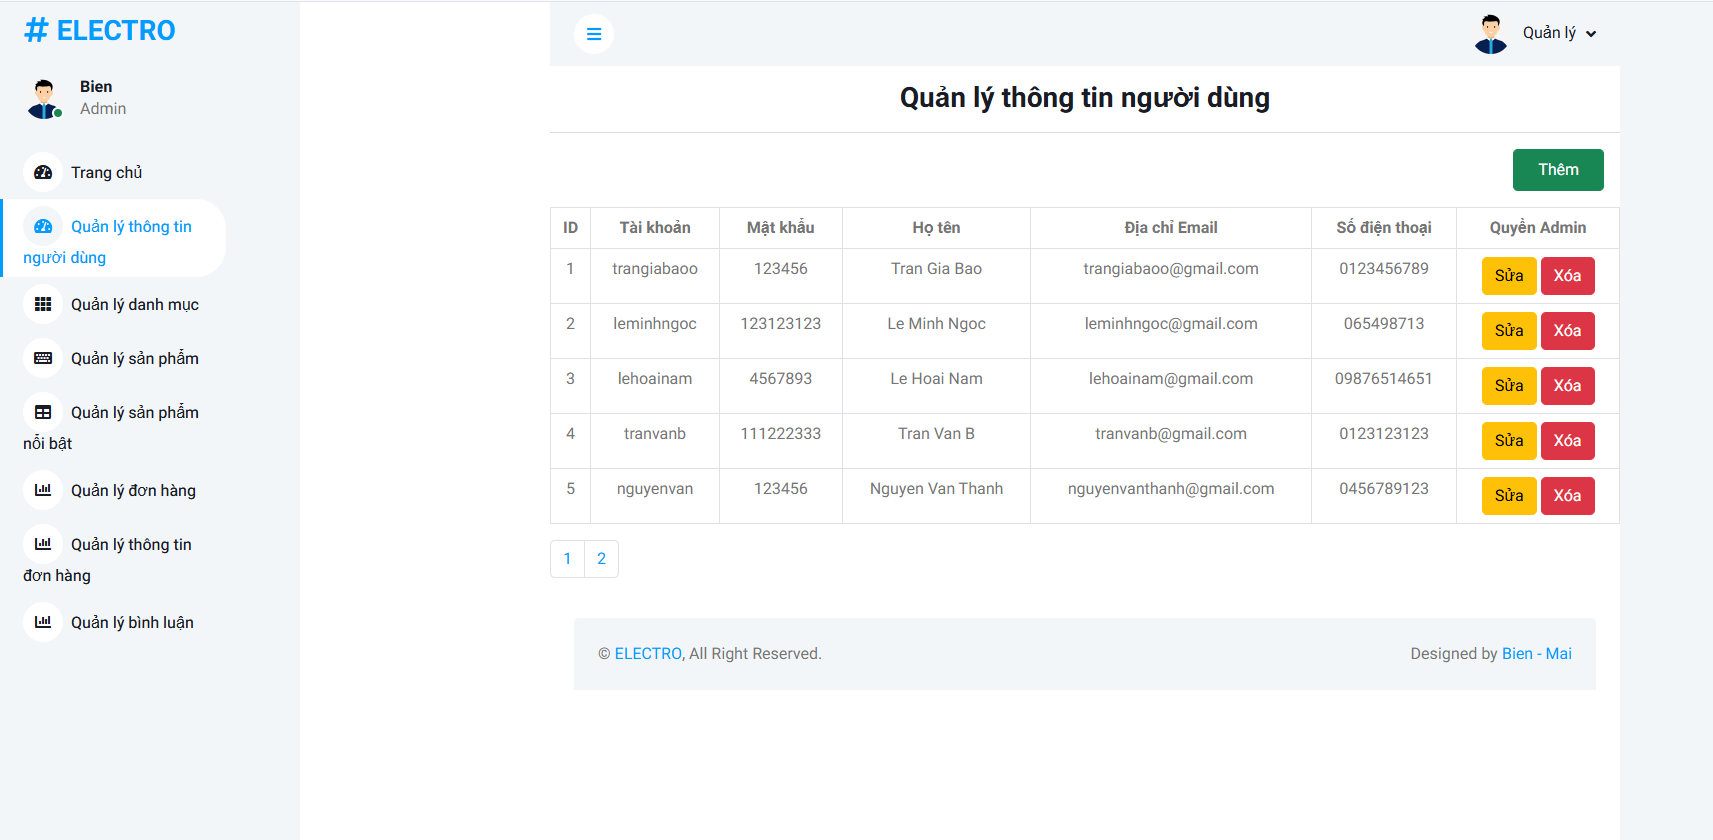 # ELECTRO
Bien
Admin
Trang chủ
Quản lý thông tin
người dùng
Quản lý danh mục
Quản lý sản phẩm
Quản lý sản phẩm
nổi bật
Quản lý đơn hàng
Quản lý thông tin
đơn hàng
Quản lý bình luận
Quản lý
Quản lý thông tin người dùng
Thêm
ID Tài khoản Mật khẩu Họ tên Địa chỉ Email Số điện thoại Quyền Admin
1 trangiabaoo 123456 Tran Gia Bao trangiabaoo@gmail.com 0123456789 Sửa Xóa
2 leminhngoc 123123123 Le Minh Ngoc leminhngoc@gmail.com 065498713 Sửa Xóa
3 lehoainam 4567893 Le Hoai Nam lehoainam@gmail.com 09876514651 Sửa Xóa
4 tranvanb 111222333 Tran Van B tranvanb@gmail.com 0123123123 Sửa Xóa
5 nguyenvan 123456 Nguyen Van Thanh nguyenvanthanh@gmail.com 0456789123 Sửa Xóa
1 2
© ELECTRO, All Right Reserved. Designed by Bien - Mai